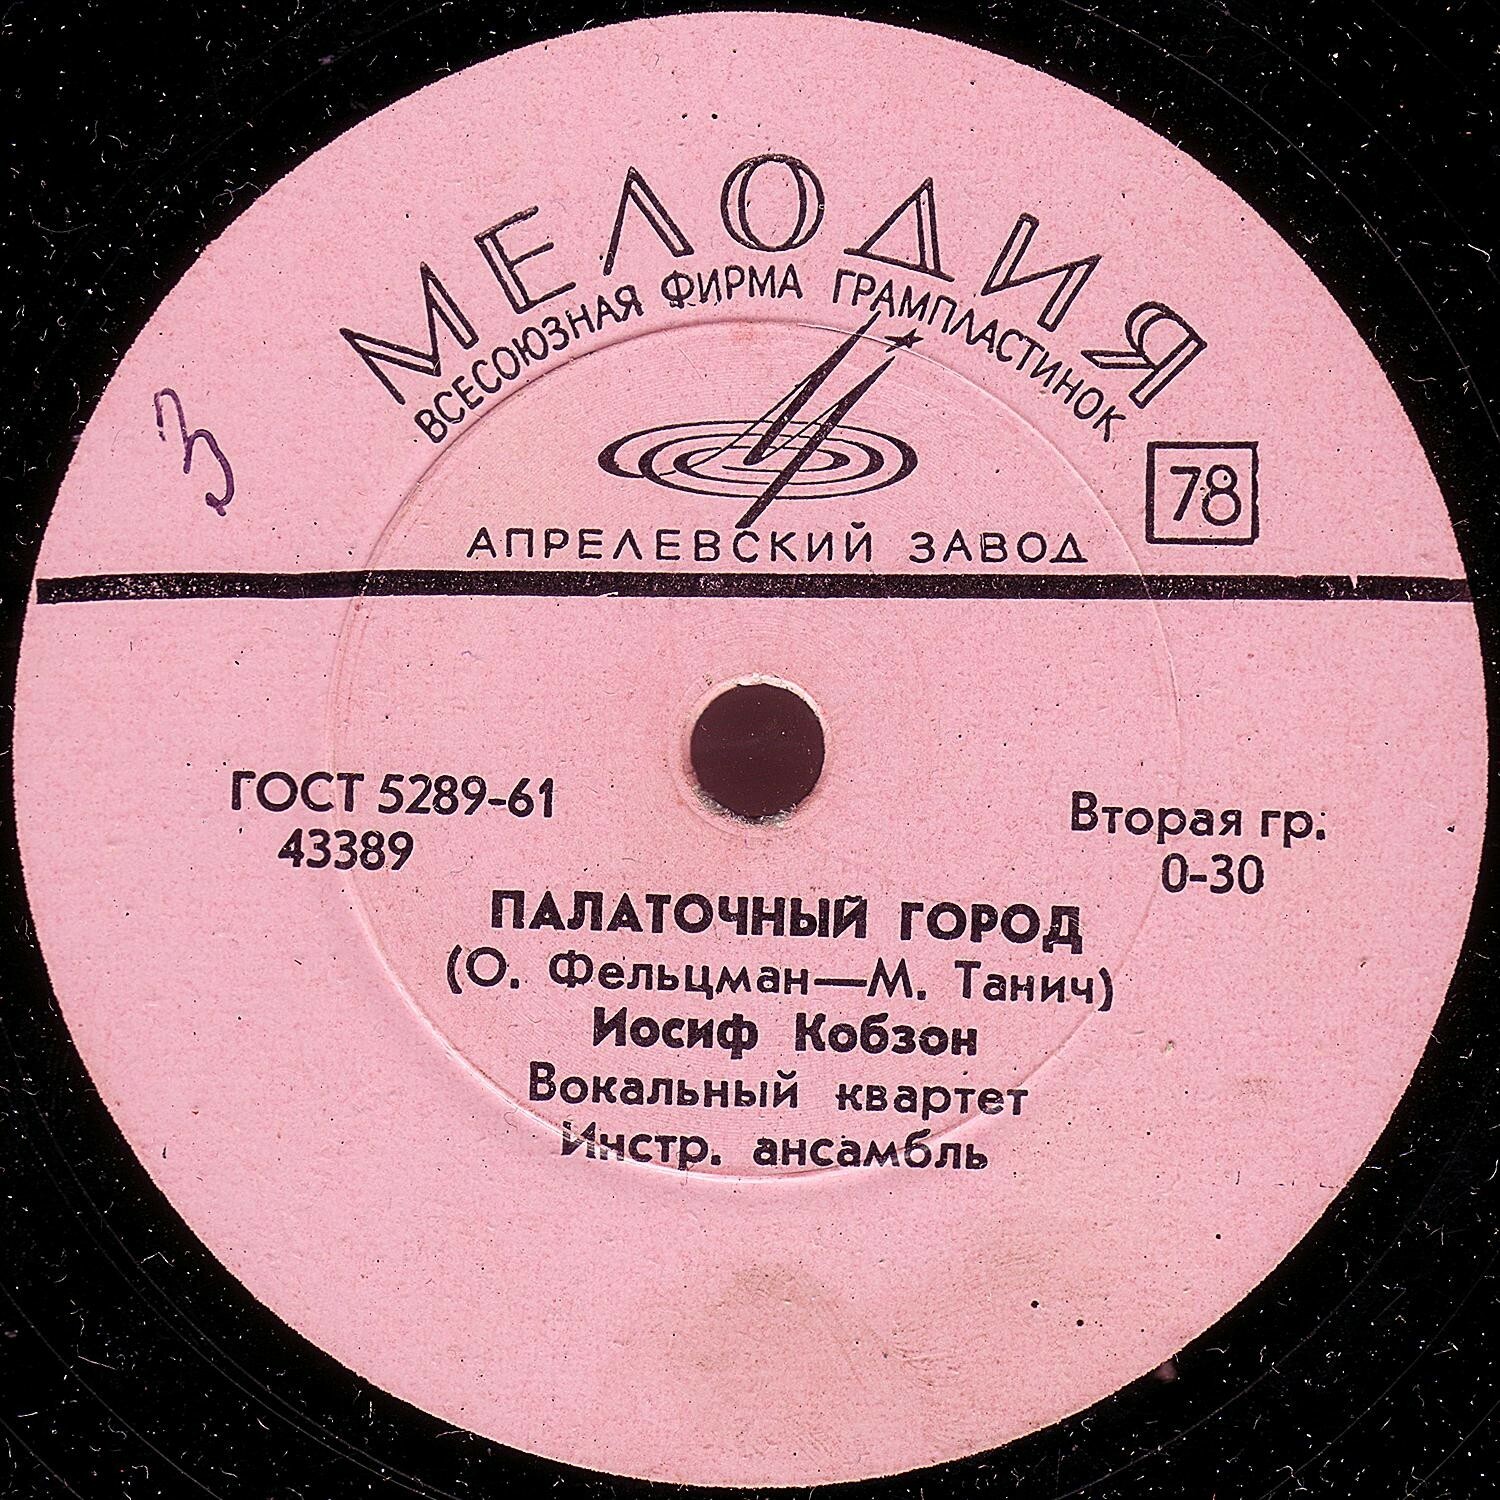 МЕЛОДИЯ
ВСЕСОЮЗНАЯ ФИРМА ГРАМПЛАСТИНОК
3
78
АПРЕЛЕВСКИЙ ЗАВОД
ГОСТ 5289-61
43389
Вторая гр.
0-30
ПАЛАТОЧНЫЙ ГОРОД
(О. Фельцман—М. Танич)
Иосиф Кобзон
Вокальный квартет
Инстр. ансамбль